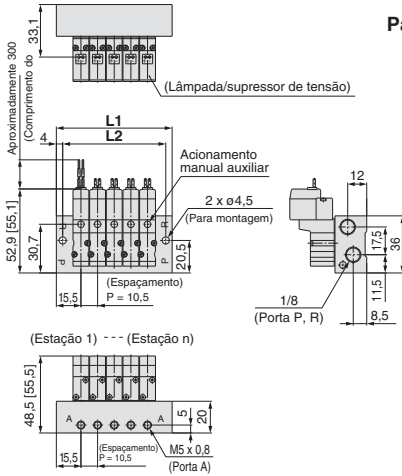 Pa
33,1
(Lâmpada/supressor de tensão)
Aproximadamente 300
(Comprimento do
L1
L2
4
Acionamento
manual auxiliar
2 x ø4,5
(Para montagem)
R
R
P
P
52,9 [55,1]
30,7
20,5
15,5
(Espaçamento)
P = 10,5
12
17,5
36
11,5
8,5
1/8
(Porta P, R)
(Estação 1) --- (Estação n)
48,5 [55,5]
A
A
5
20
15,5
(Espaçamento)
P = 10,5
M5 x 0,8
(Porta A)